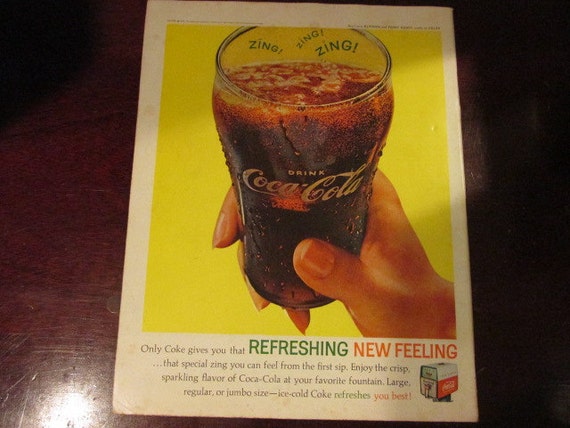 ZING!
ZING!
ZING!
DRINK
Coca-Cola
Only Coke gives you that REFRESHING NEW FEELING
...that special zing you can feel from the first sip. Enjoy the crisp,
sparkling flavor of Coca-Cola at your favorite fountain. Large,
regular, or jumbo size—ice-cold Coke refreshes you best!